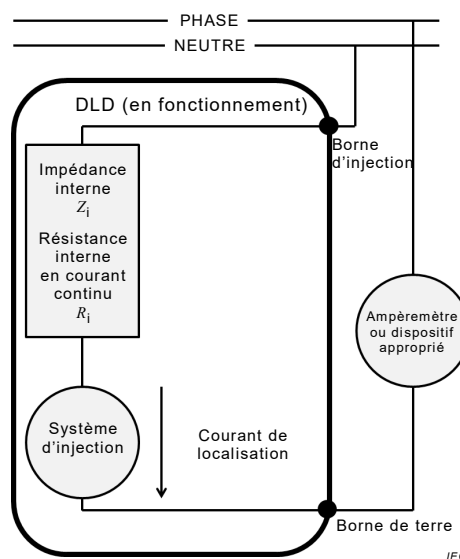 PHASE
NEUTRE
DLD (en fonctionnement)
Borne
d'injection
Impédance
interne
Zi
Résistance
interne
en courant
continu
Ri
Ampèremètre
ou dispositif
approprié
Système
d'injection
Courant de
localisation
Borne de terre